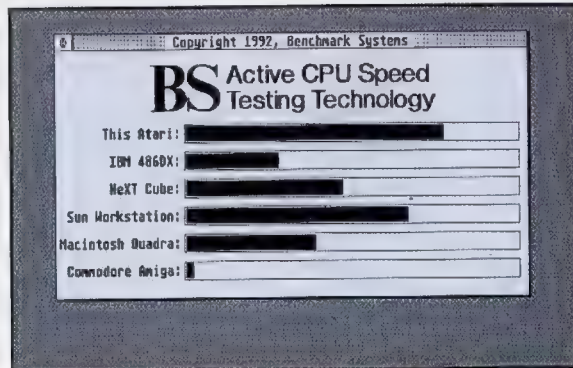 Copyright 1992, Benchmark Systems
BS Active CPU Speed
Testing Technology
This Atari:
IBM 486DX:
NeXT Cube:
Sun Workstation:
Macintosh Quadra:
Commodore Amiga: